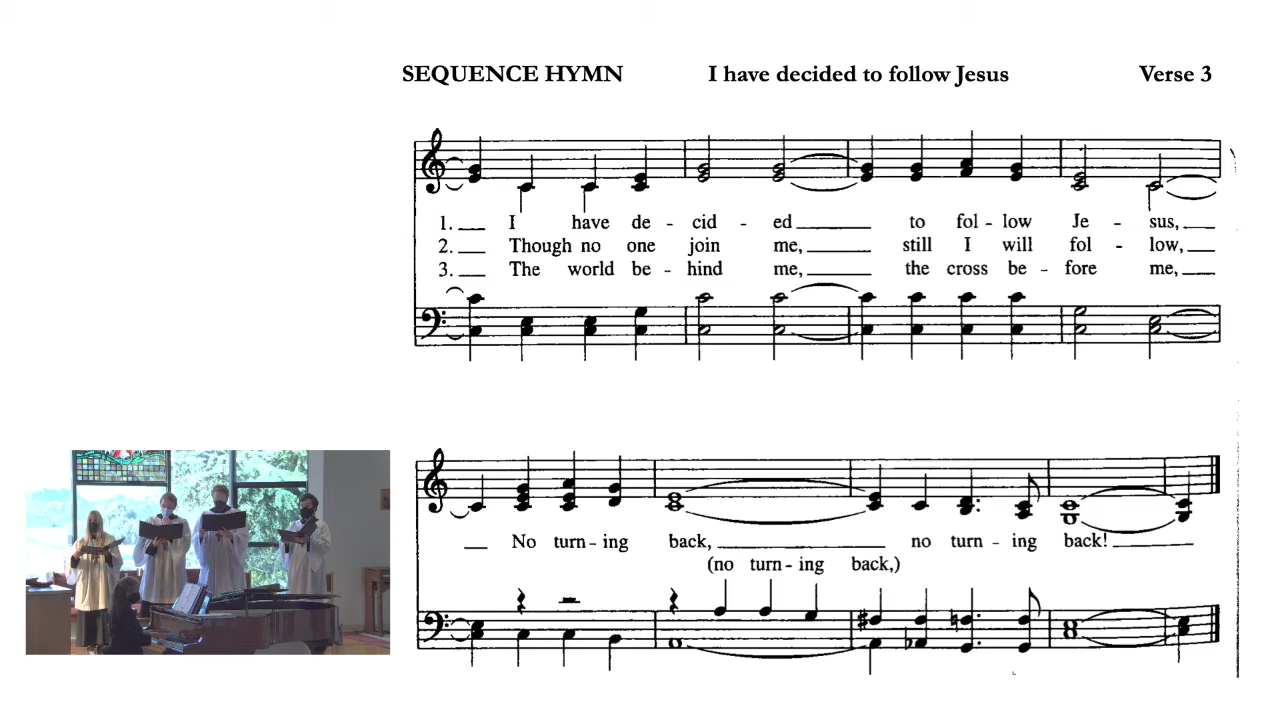 SEQUENCE HYMN I have decided to follow Jesus Verse 3
1. I have de - cid - ed to fol - low Je - sus,
2. Though no one join me, still I will fol - low,
3. The world be - hind me, the cross be - fore me,
No turn - ing back, no turn - ing back!
(no turn - ing back,)